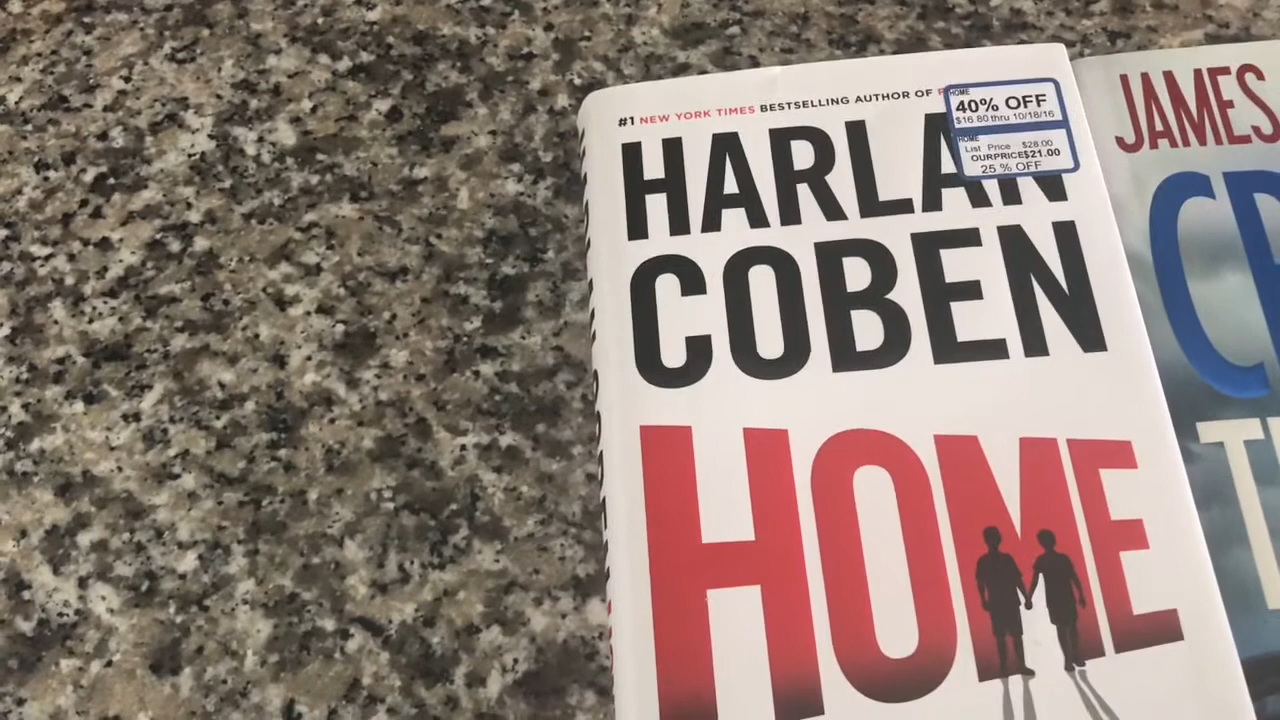 #1 NEW YORK TIMES BESTSELLING AUTHOR OF
HARLAN
COBEN
HOME
HOME
40% OFF
$16.80 thru 10/18/16
HOME
List Price $28.00
OURPRICE$21.00
25 % OFF
JAMES